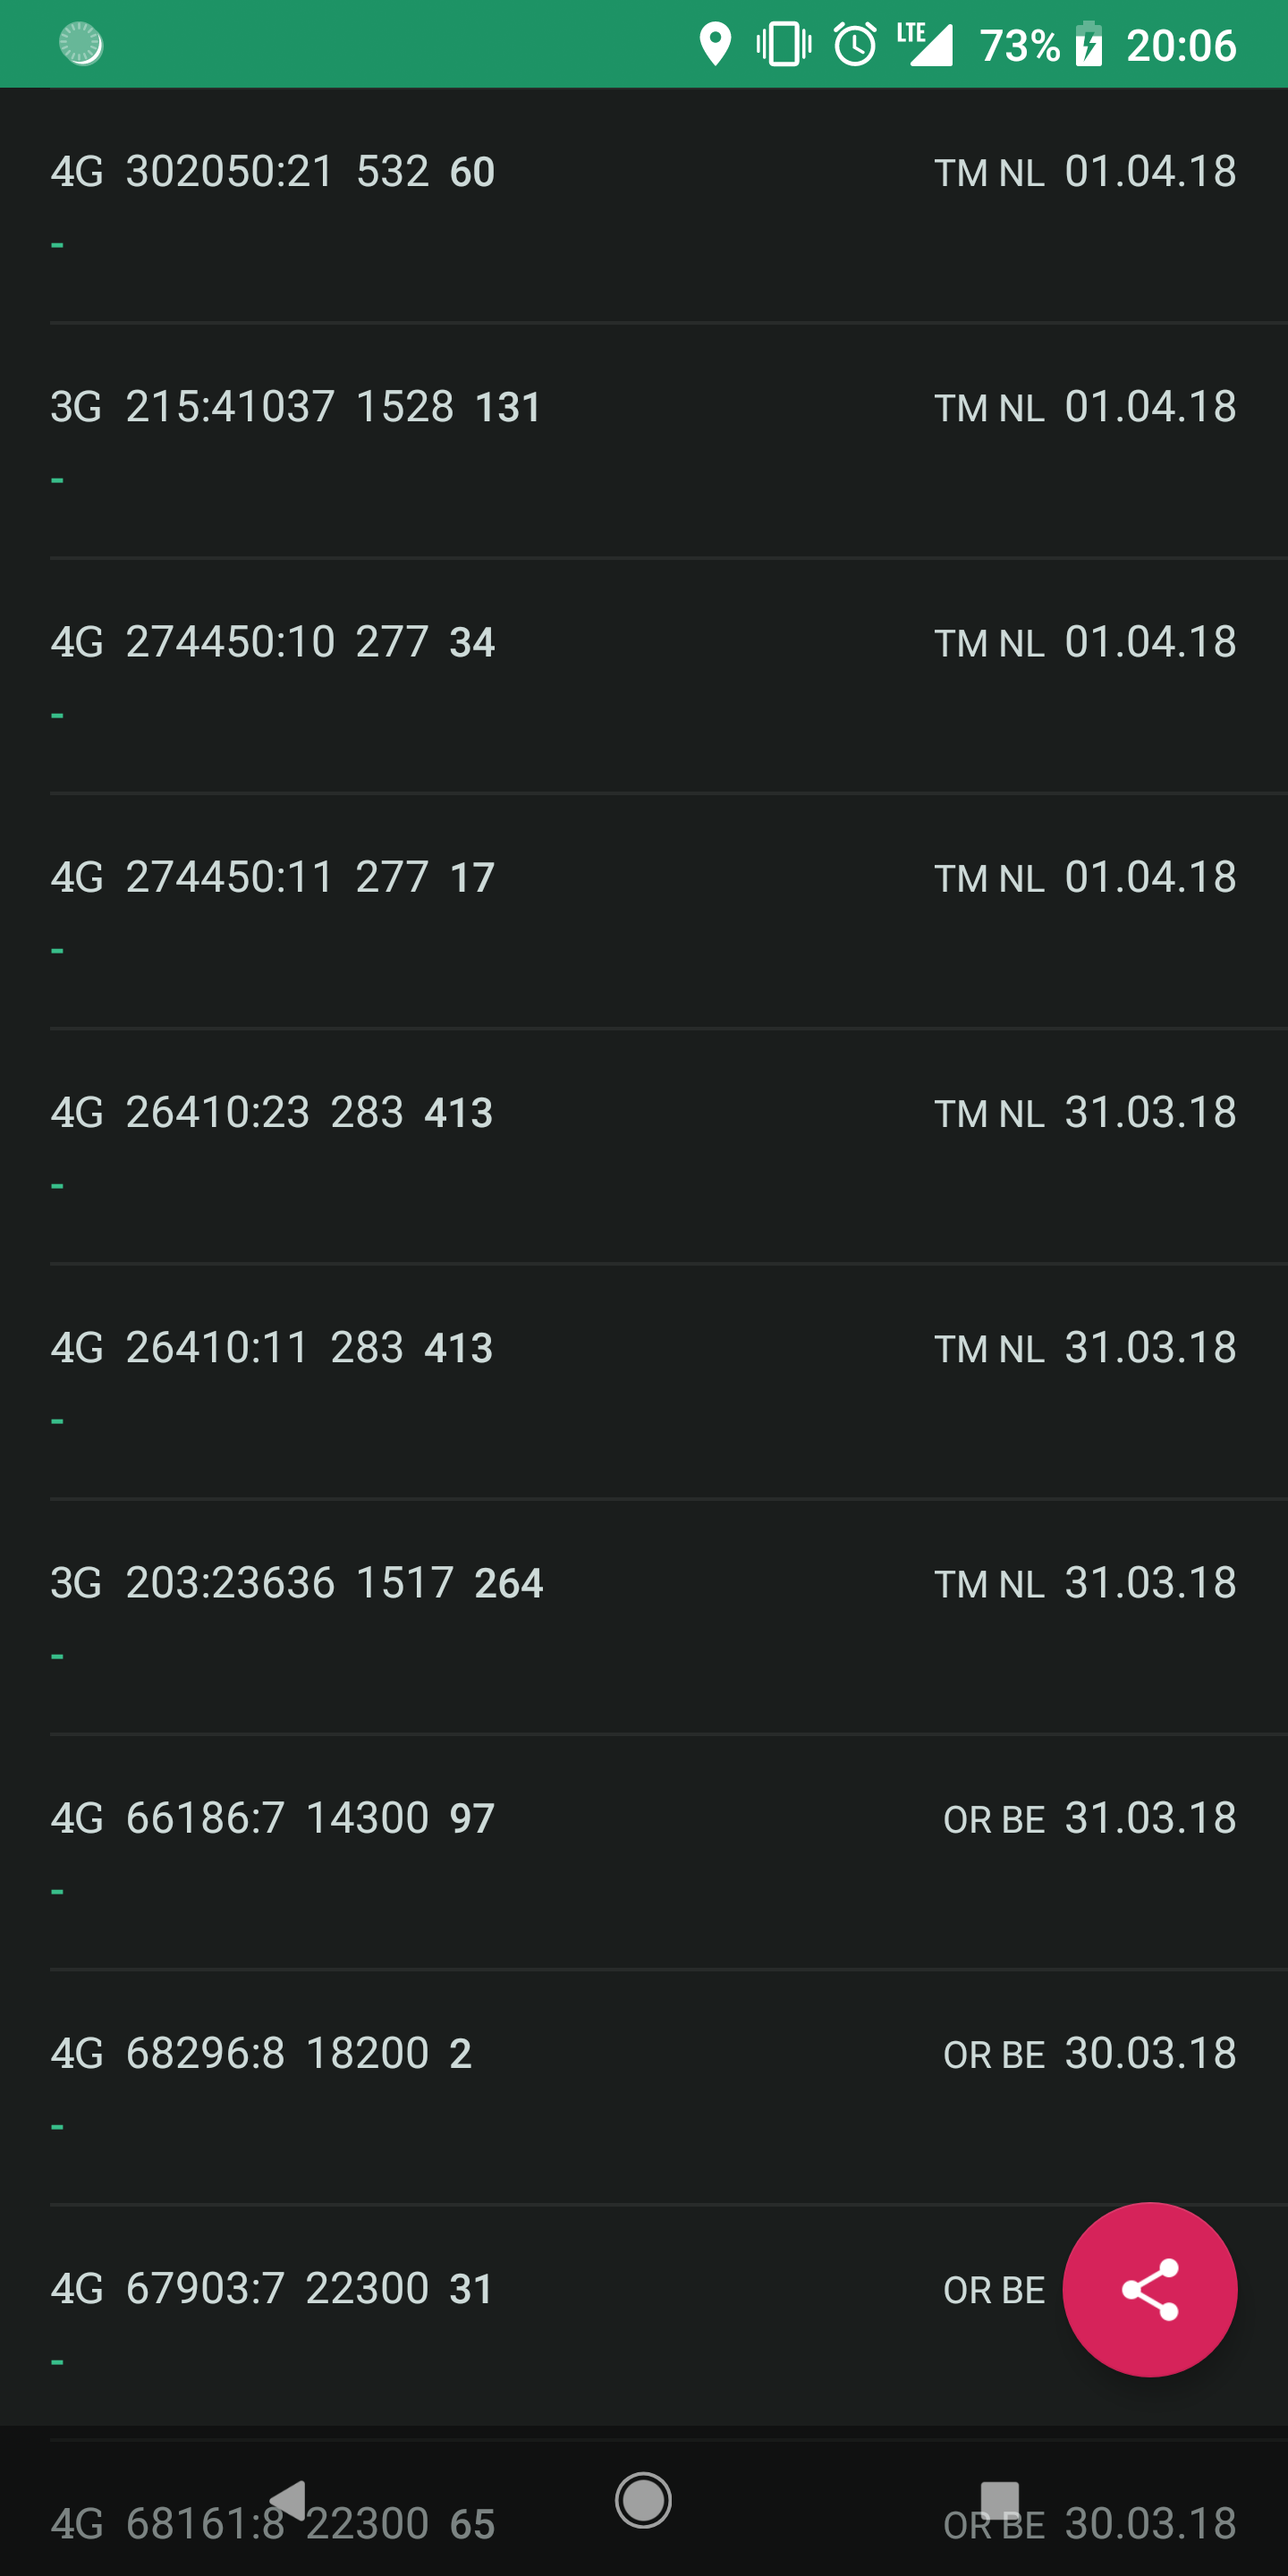 LTE 73% 20:06
4G 302050:21 532 60 TM NL 01.04.18
-
3G 215:41037 1528 131 TM NL 01.04.18
-
4G 274450:10 277 34 TM NL 01.04.18
-
4G 274450:11 277 17 TM NL 01.04.18
-
4G 26410:23 283 413 TM NL 31.03.18
-
4G 26410:11 283 413 TM NL 31.03.18
-
3G 203:23636 1517 264 TM NL 31.03.18
-
4G 66186:7 14300 97 OR BE 31.03.18
-
4G 68296:8 18200 2 OR BE 30.03.18
-
4G 67903:7 22300 31 OR BE
-
4G 68161:8 22300 65 OR BE 30.03.18